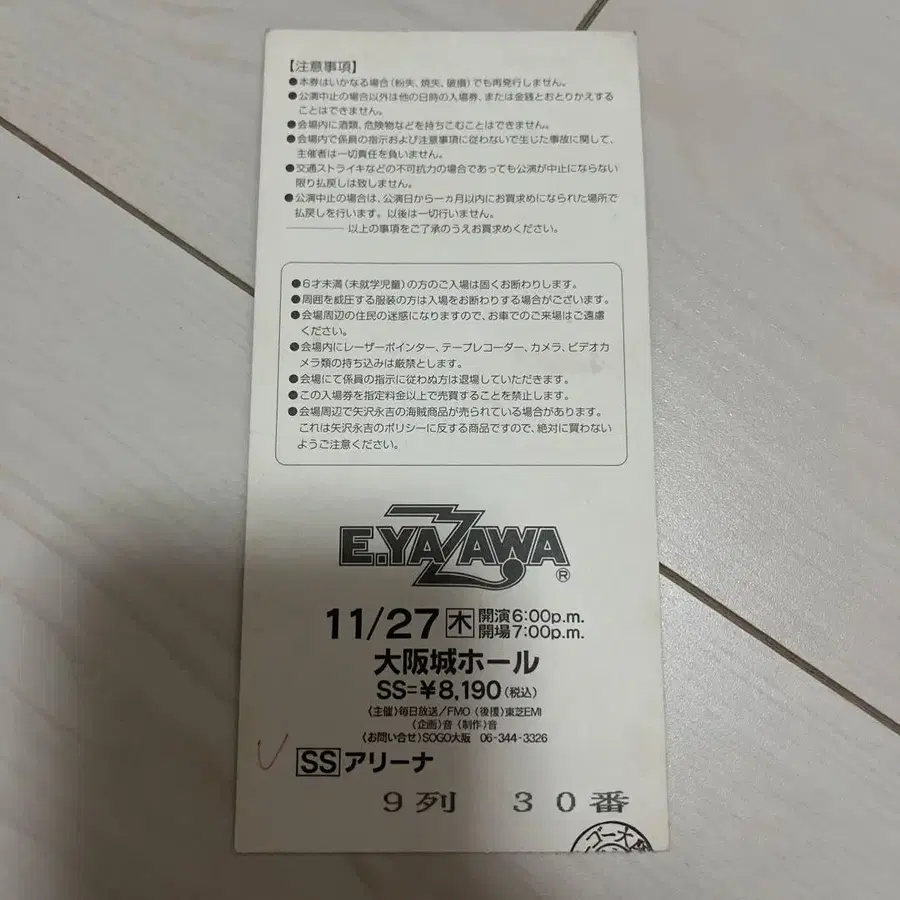 【注意事項】
●本券はいかなる場合(粉失、焼失、破損)でも再発行しません。
●公演中止の場合以外は他の日時の入場券、または金銭とおとりかえする
ことはできません。
●会場内に酒類、危険物などを持ちこむことはできません。
●会場内で係員の指示および注意事項に従わないで生じた事故に関して、
主催者は一切責任を負いません。
●交通ストライキなどの不可抗力の場合であっても公演が中止にならない
限り払戻しは致しません。
●公演中止の場合は、公演日から一ヵ月以内にお買求めになられた場所で
払戻しを行います。以後は一切行いません。
――――以上の事項をご了承のうえお買求めください。
●6才未満(未就学児童)の方のご入場は固くお断わりします。
●周囲を威圧する服装の方は入場をお断わりする場合がございます。
●会場周辺の住民の迷惑になりますので、お車でのご来場はご遠慮
ください。
●会場内にレーザーポインター、テープレコーダー、カメラ、ビデオカ
メラ類の持ち込みは厳禁とします。
●会場にて係員の指示に従わぬ方は退場していただきます。
●この入場券を指定料金以上で売買することを禁止します。
●会場周辺で矢沢永吉の海賊商品が売られている場合があります。
これは矢沢永吉のポリシーに反する商品ですので、絶対に買わない
ようご注意ください。
E.YAZAWA®
11/27 木 開演6:00p.m.
開場7:00p.m.
大阪城ホール
SS=¥8,190(税込)
〈主催〉毎日放送/FMO〈後援〉東芝EMI
〈企画〉音〈制作〉音
〈お問い合せ〉SOGO大阪 06-344-3326
SS アリーナ
9列 30番